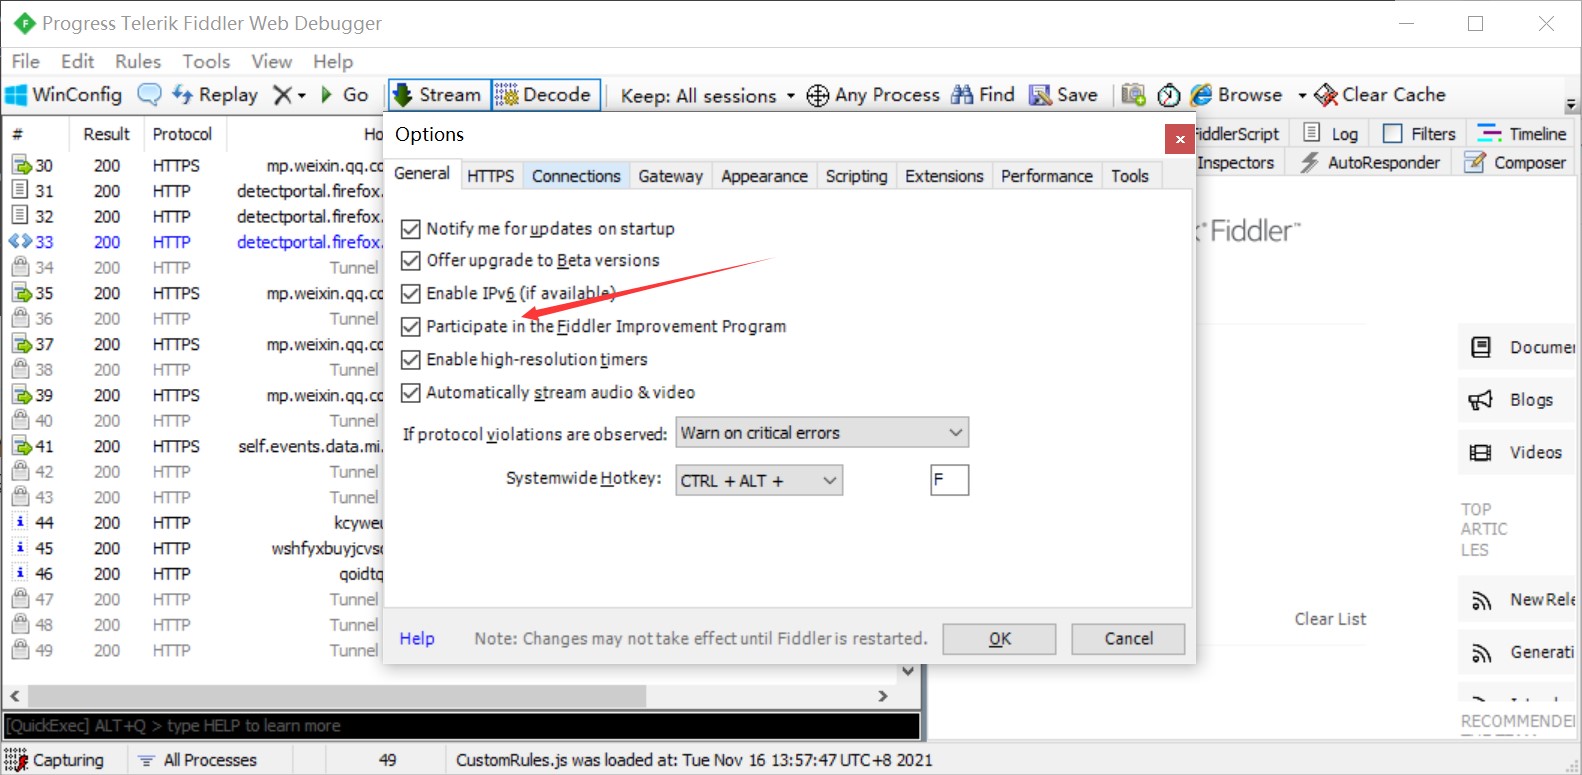 Progress Telerik Fiddler Web Debugger
File Edit Rules Tools View Help
WinConfig Replay Go Stream Decode Keep: All sessions Any Process Find Save Browse Clear Cache
# Result Protocol Ho
30 200 HTTPS mp.weixin.qq.co
31 200 HTTP detectportal.firefox.
32 200 HTTP detectportal.firefox.
33 200 HTTP detectportal.firefox.
34 200 HTTP Tunnel
35 200 HTTPS mp.weixin.qq.co
36 200 HTTP Tunnel
37 200 HTTPS mp.weixin.qq.co
38 200 HTTP Tunnel
39 200 HTTPS mp.weixin.qq.co
40 200 HTTP Tunnel
41 200 HTTPS self.events.data.mi.
42 200 HTTP Tunnel
43 200 HTTP Tunnel
44 200 HTTP kcyweu
45 200 HTTP wshfyxbuyjcvsc
46 200 HTTP qoidtq
47 200 HTTP Tunnel
48 200 HTTP Tunnel
49 200 HTTP Tunnel
Options
General HTTPS Connections Gateway Appearance Scripting Extensions Performance Tools
Notify me for updates on startup
Offer upgrade to Beta versions
Enable IPv6 (if available)
Participate in the Fiddler Improvement Program
Enable high-resolution timers
Automatically stream audio & video
If protocol violations are observed: Warn on critical errors
Systemwide Hotkey: CTRL + ALT + F
Help Note: Changes may not take effect until Fiddler is restarted. OK Cancel
iddlerScript Log Filters Timeline
Inspectors AutoResponder Composer
Fiddler™
Documen
Blogs
Videos
TOP
ARTIC
LES
New Rele
Clear List
Generati
RECOMMENDE
[QuickExec] ALT+Q > type HELP to learn more
Capturing All Processes 49 CustomRules.js was loaded at: Tue Nov 16 13:57:47 UTC+8 2021